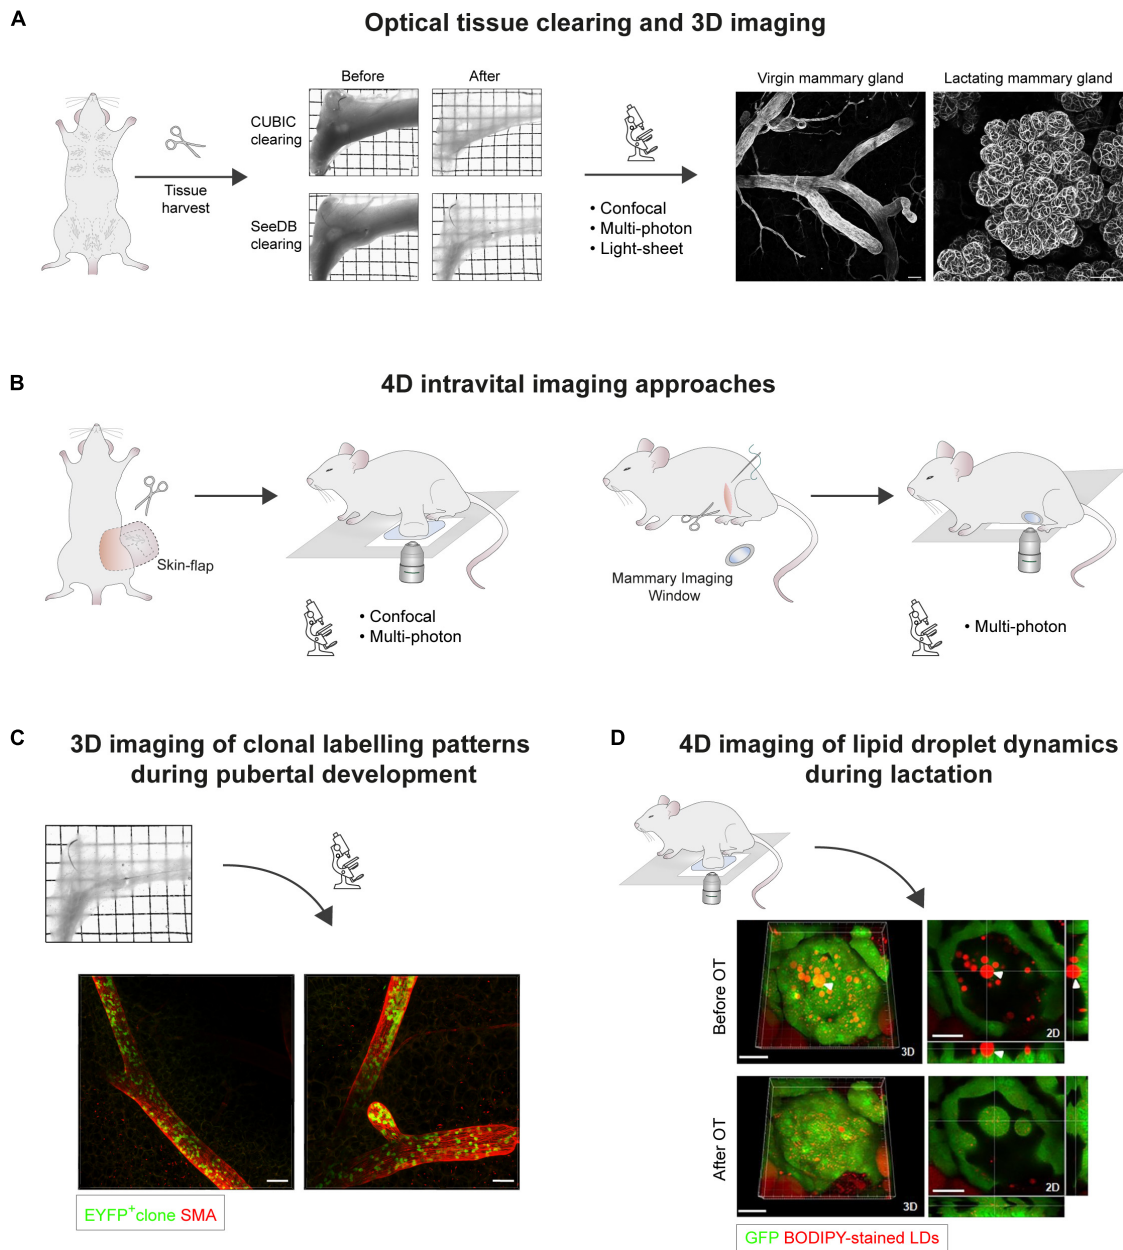 A
Optical tissue clearing and 3D imaging
Before
After
Virgin mammary gland
Lactating mammary gland
CUBIC
clearing
Tissue
harvest
SeeDB
clearing
• Confocal
• Multi-photon
• Light-sheet
B
4D intravital imaging approaches
Skin-flap
Mammary Imaging
Window
• Confocal
• Multi-photon
• Multi-photon
C
3D imaging of clonal labelling patterns
during pubertal development
EYFP+clone SMA
D
4D imaging of lipid droplet dynamics
during lactation
Before OT
3D
2D
After OT
3D
2D
GFP BODIPY-stained LDs